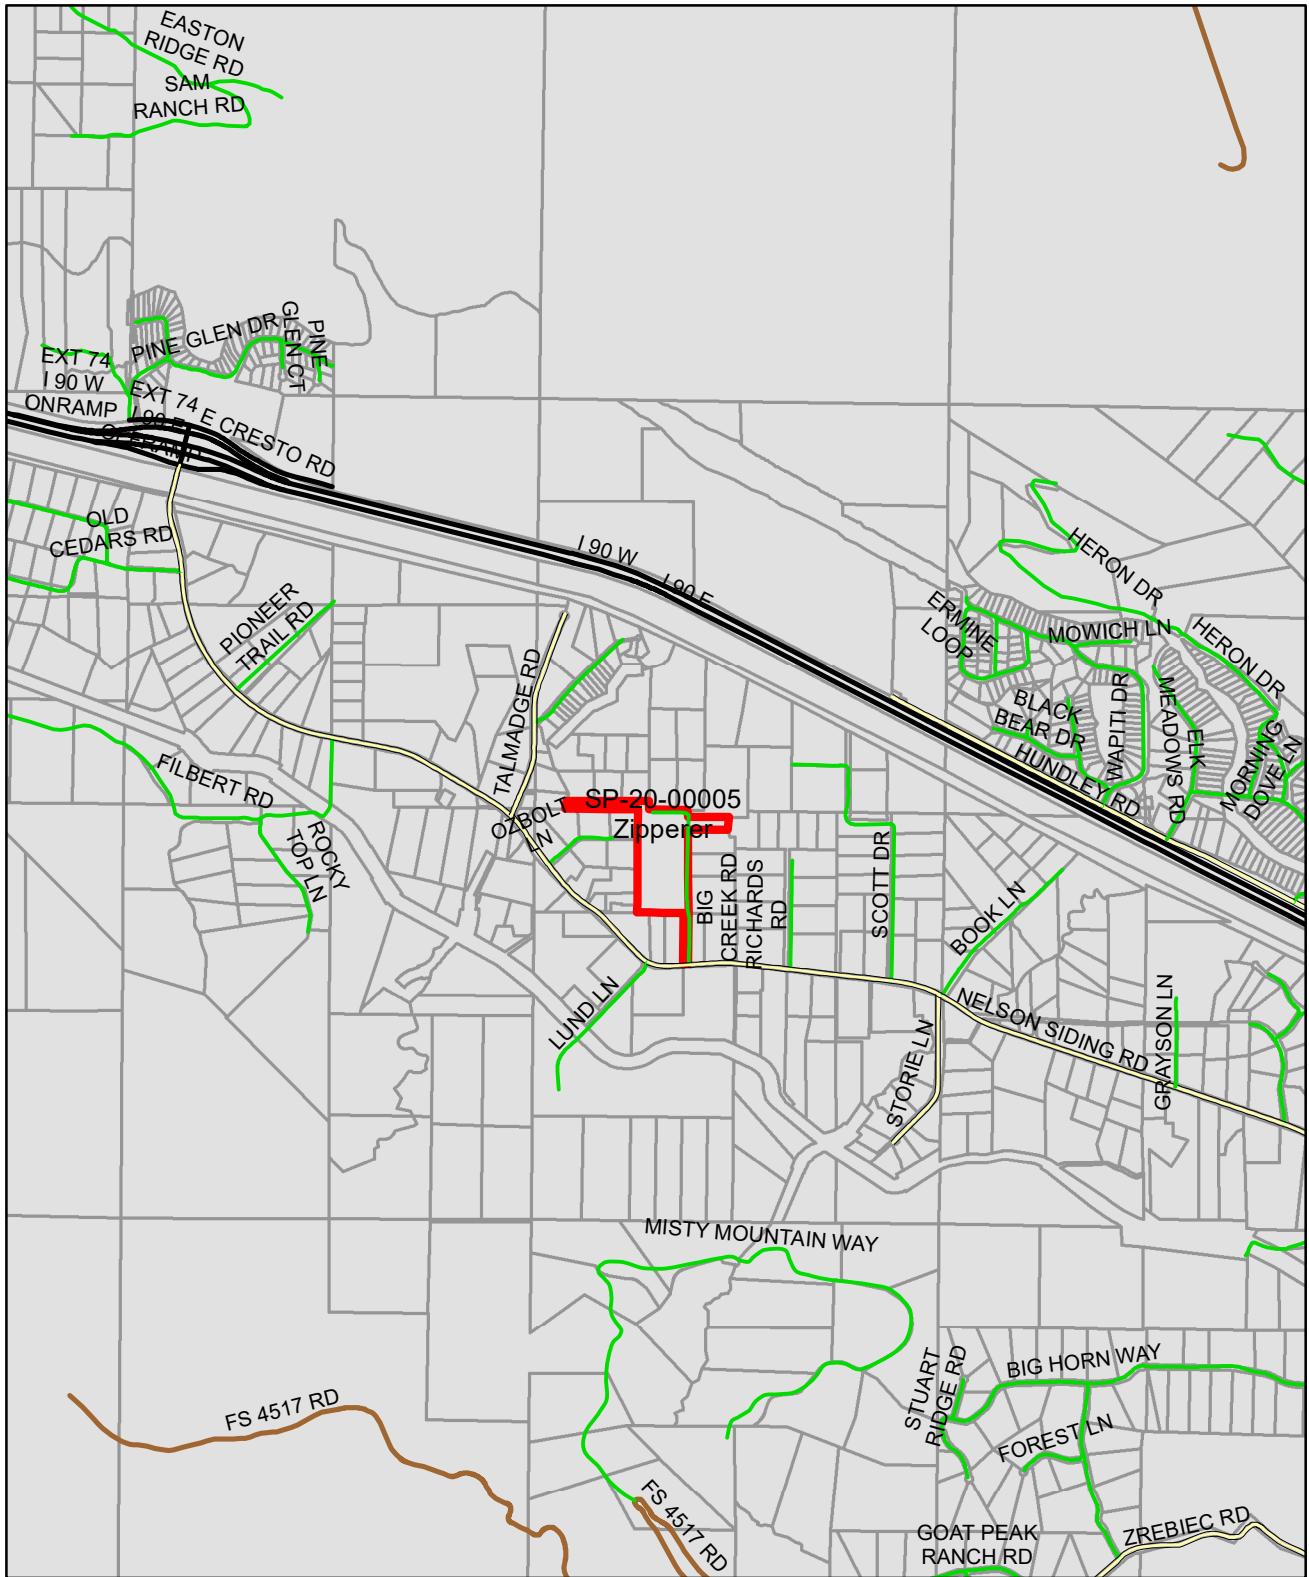 EASTON
RIDGE RD
SAM
RANCH RD
PINE GLEN DR
PINE
GLEN CT
EXT 74
I 90 W
ONRAMP
EXT 74
I 90 E
OFFRAMP
E CRESTO RD
OLD
CEDARS RD
I 90 W
I 90 E
PIONEER
TRAIL RD
HERON DR
ERMINE
LOOP
MOWICH LN
HERON DR
TALMADGE RD
BLACK
BEAR DR
WAPITI DR
ELK
MEADOWS RD
MORNING
DOVE LN
HUNDLEY RD
FILBERT RD
ROCKY
TOP LN
OZBOLT
LN
SP-20-00005
Zipperer
BIG
CREEK RD
RICHARDS
RD
SCOTT DR
BOOK LN
LUND LN
NELSON SIDING RD
STORIE LN
GRAYSON LN
MISTY MOUNTAIN WAY
STUART
RIDGE RD
BIG HORN WAY
FS 4517 RD
FOREST LN
FS 4517 RD
GOAT PEAK
RANCH RD
ZREBIEC RD